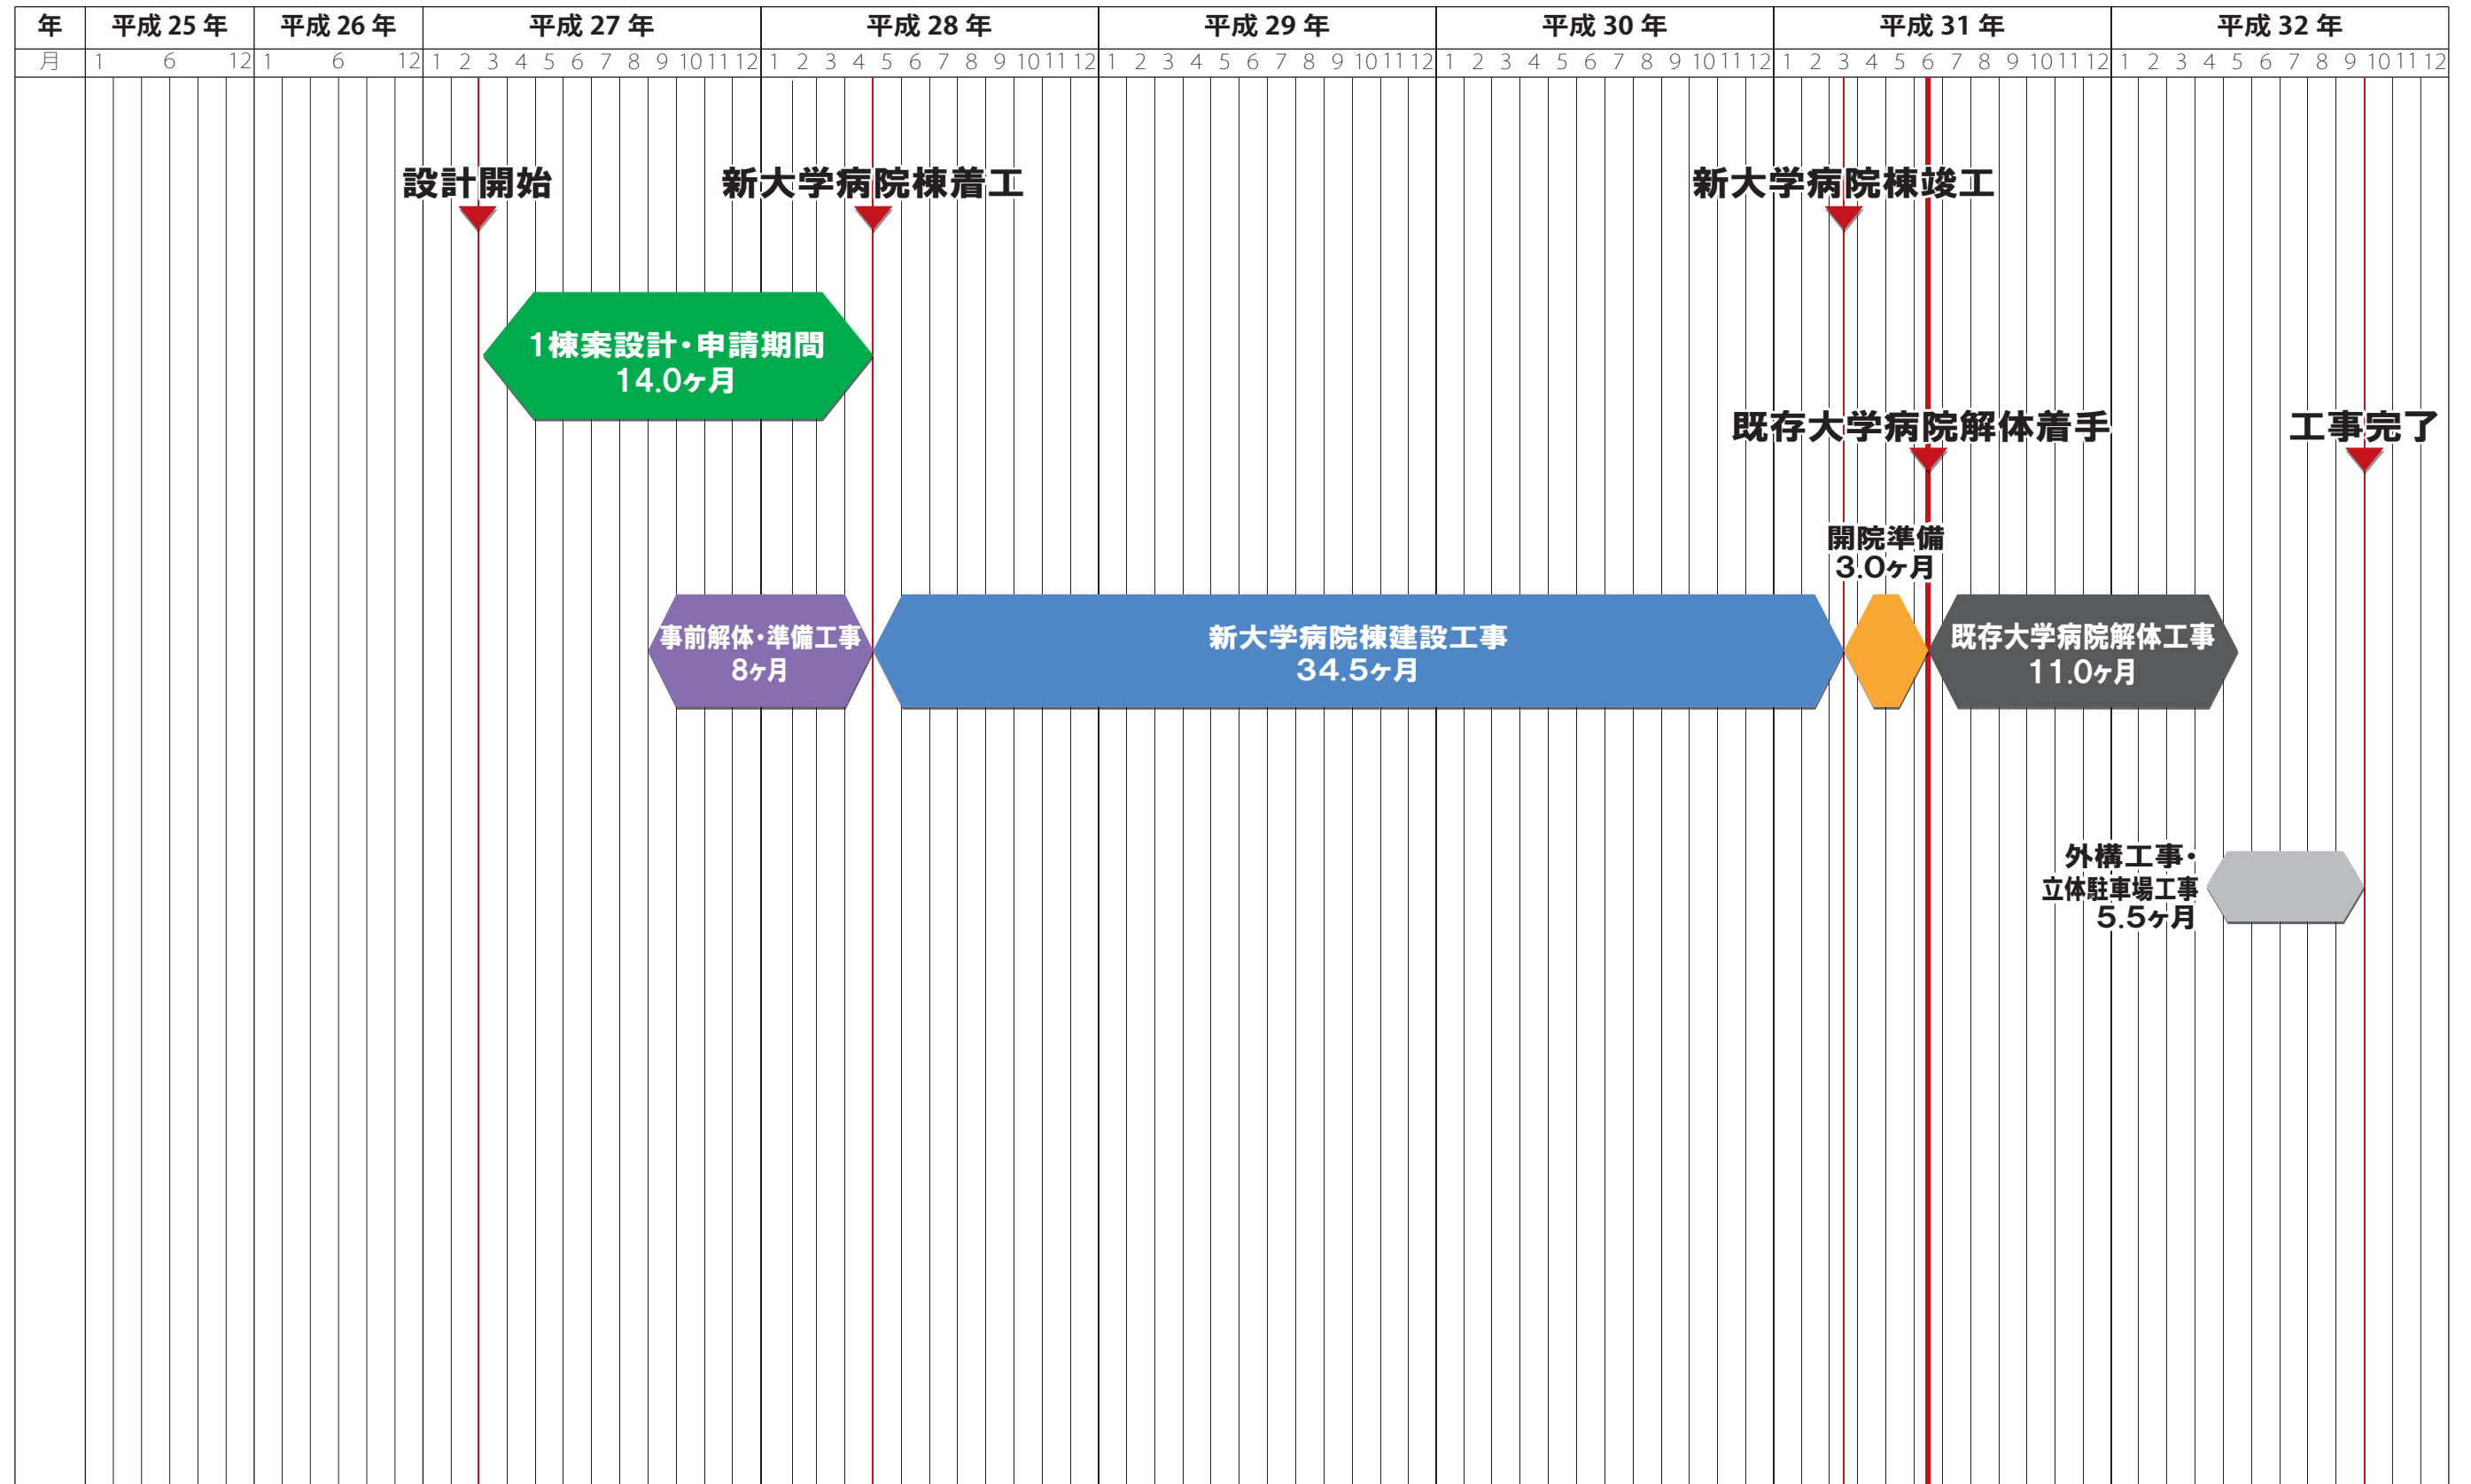 年 平成 25 年 平成 26 年 平成 27 年 平成 28 年 平成 29 年 平成 30 年 平成 31 年 平成 32 年
月 1 6 12 1 6 12 1 2 3 4 5 6 7 8 9 10 11 12 1 2 3 4 5 6 7 8 9 10 11 12 1 2 3 4 5 6 7 8 9 10 11 12 1 2 3 4 5 6 7 8 9 10 11 12 1 2 3 4 5 6 7 8 9 10 11 12 1 2 3 4 5 6 7 8 9 10 11 12
設計開始
新大学病院棟着工
新大学病院棟竣工
1棟案設計・申請期間
14.0ヶ月
既存大学病院解体着手
工事完了
開院準備
3.0ヶ月
事前解体・準備工事
8ヶ月
新大学病院棟建設工事
34.5ヶ月
既存大学病院解体工事
11.0ヶ月
外構工事・
立体駐車場工事
5.5ヶ月